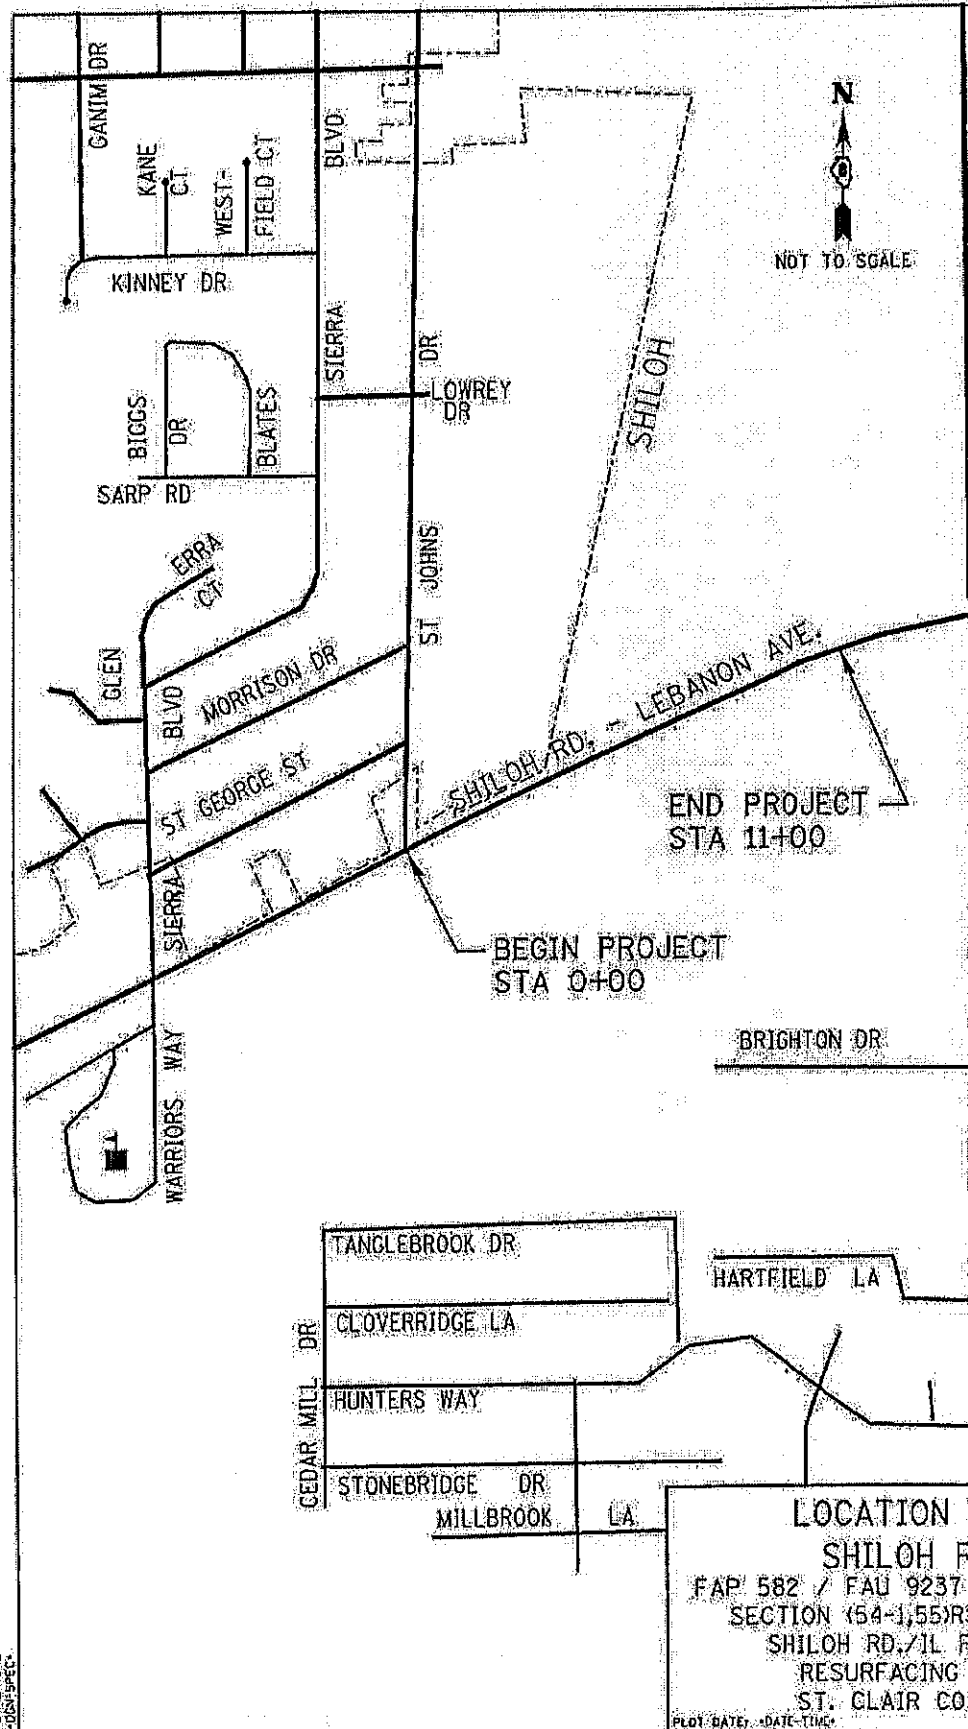 GANIM DR
KANE
CT
WEST-
FIELD CT
BLVD
N
NOT TO SCALE
KINNEY DR
SIERRA
DR
LOWREY
DR
SHILOH
BIGGS
DR
BLATES
SARP RD
ERRA
CT
ST JOHNS
GLEN
BLVD
MORRISON DR
SHILOH RD. - LEBANON AVE.
ST GEORGE ST
END PROJECT
STA 11+00
SIERRA
BEGIN PROJECT
STA 0+00
BRIGHTON DR
WARRIORS WAY
TANGLEBROOK DR
HARTFIELD LA
CLOVERRIDGE LA
CEDAR MILL DR
HUNTERS WAY
STONEBRIDGE DR
MILLBROOK LA
LOCATION
SHILOH
FAP 582 / FAU 9237
SECTION (54-1,55)R
SHILOH RD./IL
RESURFACING
ST. CLAIR CO
PLOT DATE: *DATE-TIME*